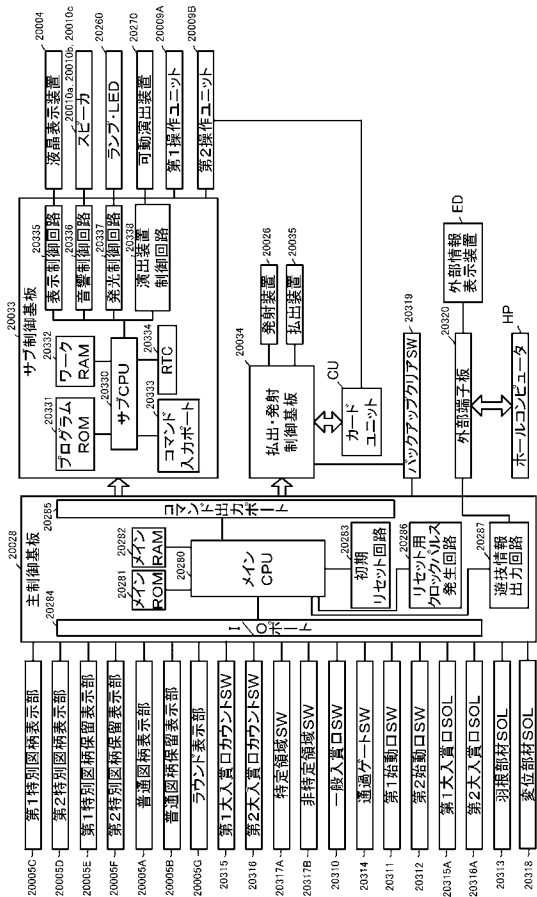 20028
主制御基板
20284
I/Oポート
20285
コマンド出力ポート
20281
メインROM
20282
メインRAM
20280
メインCPU
20283
初期リセット回路
20286
リセット用クロックパルス発生回路
20287
遊技情報出力回路
20005C
第1特別図柄表示部
20005D
第2特別図柄表示部
20005E
第1特別図柄保留表示部
20005F
第2特別図柄保留表示部
20005A
普通図柄表示部
20005B
普通図柄保留表示部
20005G
ラウンド表示部
20315
第1大入賞口カウントSW
20316
第2大入賞口カウントSW
20317A
特定領域SW
20317B
非特定領域SW
20310
一般入賞口SW
20314
通過ゲートSW
20311
第1始動口SW
20312
第2始動口SW
20315A
第1大入賞口SOL
20316A
第2大入賞口SOL
20313
羽根部材SOL
20318
変位部材SOL
20033
サブ制御基板
20331
プログラムROM
20332
ワークRAM
20330
サブCPU
20334
RTC
20333
コマンド入力ポート
20335
表示制御回路
20336
音響制御回路
20337
発光制御回路
20338
演出装置制御回路
20004
液晶表示装置
20010a, 20010b, 20010c
スピーカ
20260
ランプ・LED
20270
可動演出装置
20009A
第1操作ユニット
20009B
第2操作ユニット
20034
払出・発射制御基板
20026
発射装置
20035
払出装置
CU
カードユニット
20319
バックアップクリアSW
20320
外部端子板
ED
外部情報表示装置
HP
ホールコンピュータ